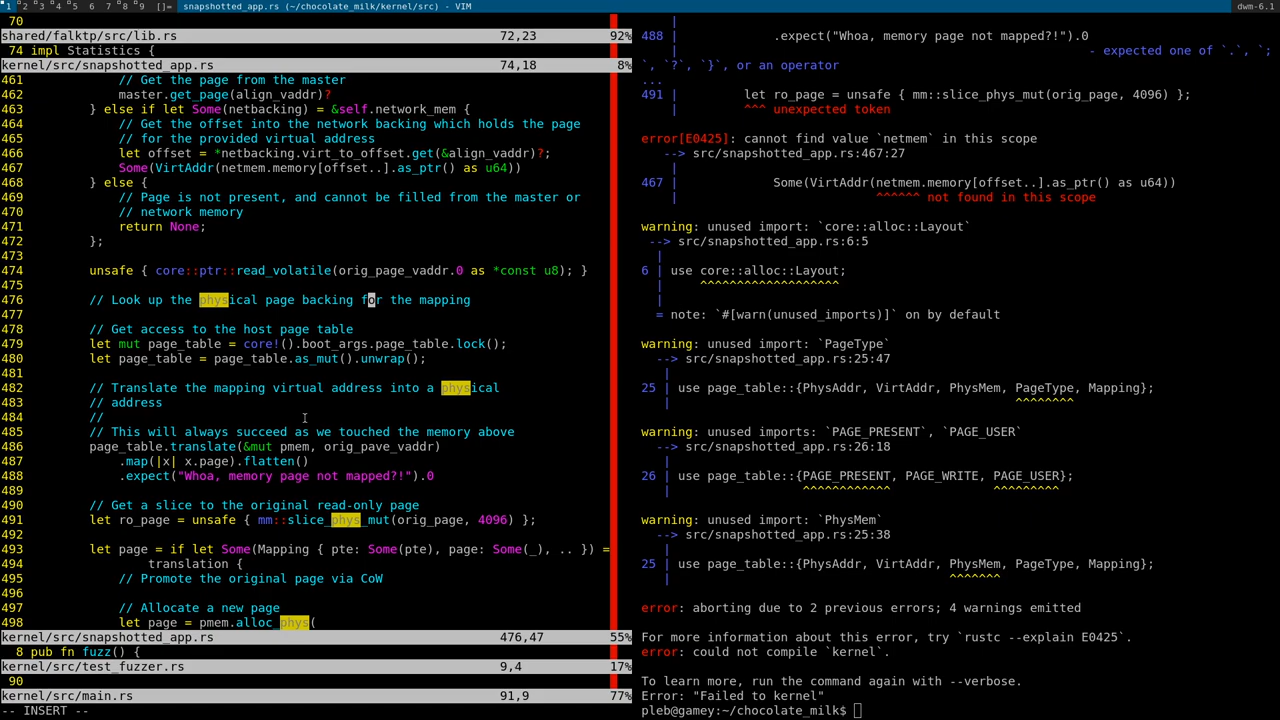 1 2 3 4 5 6 7 8 9 []= snapshotted_app.rs (~/chocolate_milk/kernel/src) - VIM dwm-6.1
70
shared/falktp/src/lib.rs 72,23 92%
74 impl Statistics {
kernel/src/snapshotted_app.rs 74,18 8%
461 // Get the page from the master
462 master.get_page(align_vaddr)?
463 } else if let Some(netbacking) = &self.network_mem {
464 // Get the offset into the network backing which holds the page
465 // for the provided virtual address
466 let offset = *netbacking.virt_to_offset.get(&align_vaddr)?;
467 Some(VirtAddr(netmem.memory[offset..].as_ptr() as u64))
468 } else {
469 // Page is not present, and cannot be filled from the master or
470 // network memory
471 return None;
472 };
473
474 unsafe { core::ptr::read_volatile(orig_page_vaddr.0 as *const u8); }
475
476 // Look up the physical page backing for the mapping
477
478 // Get access to the host page table
479 let mut page_table = core!().boot_args.page_table.lock();
480 let page_table = page_table.as_mut().unwrap();
481
482 // Translate the mapping virtual address into a physical
483 // address
484 //
485 // This will always succeed as we touched the memory above
486 page_table.translate(&mut pmem, orig_pave_vaddr)
487 .map(|x| x.page).flatten()
488 .expect("Whoa, memory page not mapped?!").0
489
490 // Get a slice to the original read-only page
491 let ro_page = unsafe { mm::slice_phys_mut(orig_page, 4096) };
492
493 let page = if let Some(Mapping { pte: Some(pte), page: Some(_), .. }) =
494 translation {
495 // Promote the original page via CoW
496
497 // Allocate a new page
498 let page = pmem.alloc_phys(
kernel/src/snapshotted_app.rs 476,47 55%
8 pub fn fuzz() {
kernel/src/test_fuzzer.rs 9,4 17%
90
kernel/src/main.rs 91,9 77%
-- INSERT --
|
488 .expect("Whoa, memory page not mapped?!").0
| - expected one of `.`, `;
`, `?`, `}`, or an operator
...
491 | let ro_page = unsafe { mm::slice_phys_mut(orig_page, 4096) };
| ^^^ unexpected token
error[E0425]: cannot find value `netmem` in this scope
--> src/snapshotted_app.rs:467:27
|
467 | Some(VirtAddr(netmem.memory[offset..].as_ptr() as u64))
| ^^^^^^ not found in this scope
warning: unused import: `core::alloc::Layout`
--> src/snapshotted_app.rs:6:5
|
6 | use core::alloc::Layout;
| ^^^^^^^^^^^^^^^^^^^
|
= note: `#[warn(unused_imports)]` on by default
warning: unused import: `PageType`
--> src/snapshotted_app.rs:25:47
|
25 | use page_table::{PhysAddr, VirtAddr, PhysMem, PageType, Mapping};
| ^^^^^^^^
warning: unused imports: `PAGE_PRESENT`, `PAGE_USER`
--> src/snapshotted_app.rs:26:18
|
26 | use page_table::{PAGE_PRESENT, PAGE_WRITE, PAGE_USER};
| ^^^^^^^^^^^^ ^^^^^^^^^
warning: unused import: `PhysMem`
--> src/snapshotted_app.rs:25:38
|
25 | use page_table::{PhysAddr, VirtAddr, PhysMem, PageType, Mapping};
| ^^^^^^^
error: aborting due to 2 previous errors; 4 warnings emitted
For more information about this error, try `rustc --explain E0425`.
error: could not compile `kernel`.
To learn more, run the command again with --verbose.
Error: "Failed to kernel"
pleb@gamey:~/chocolate_milk$